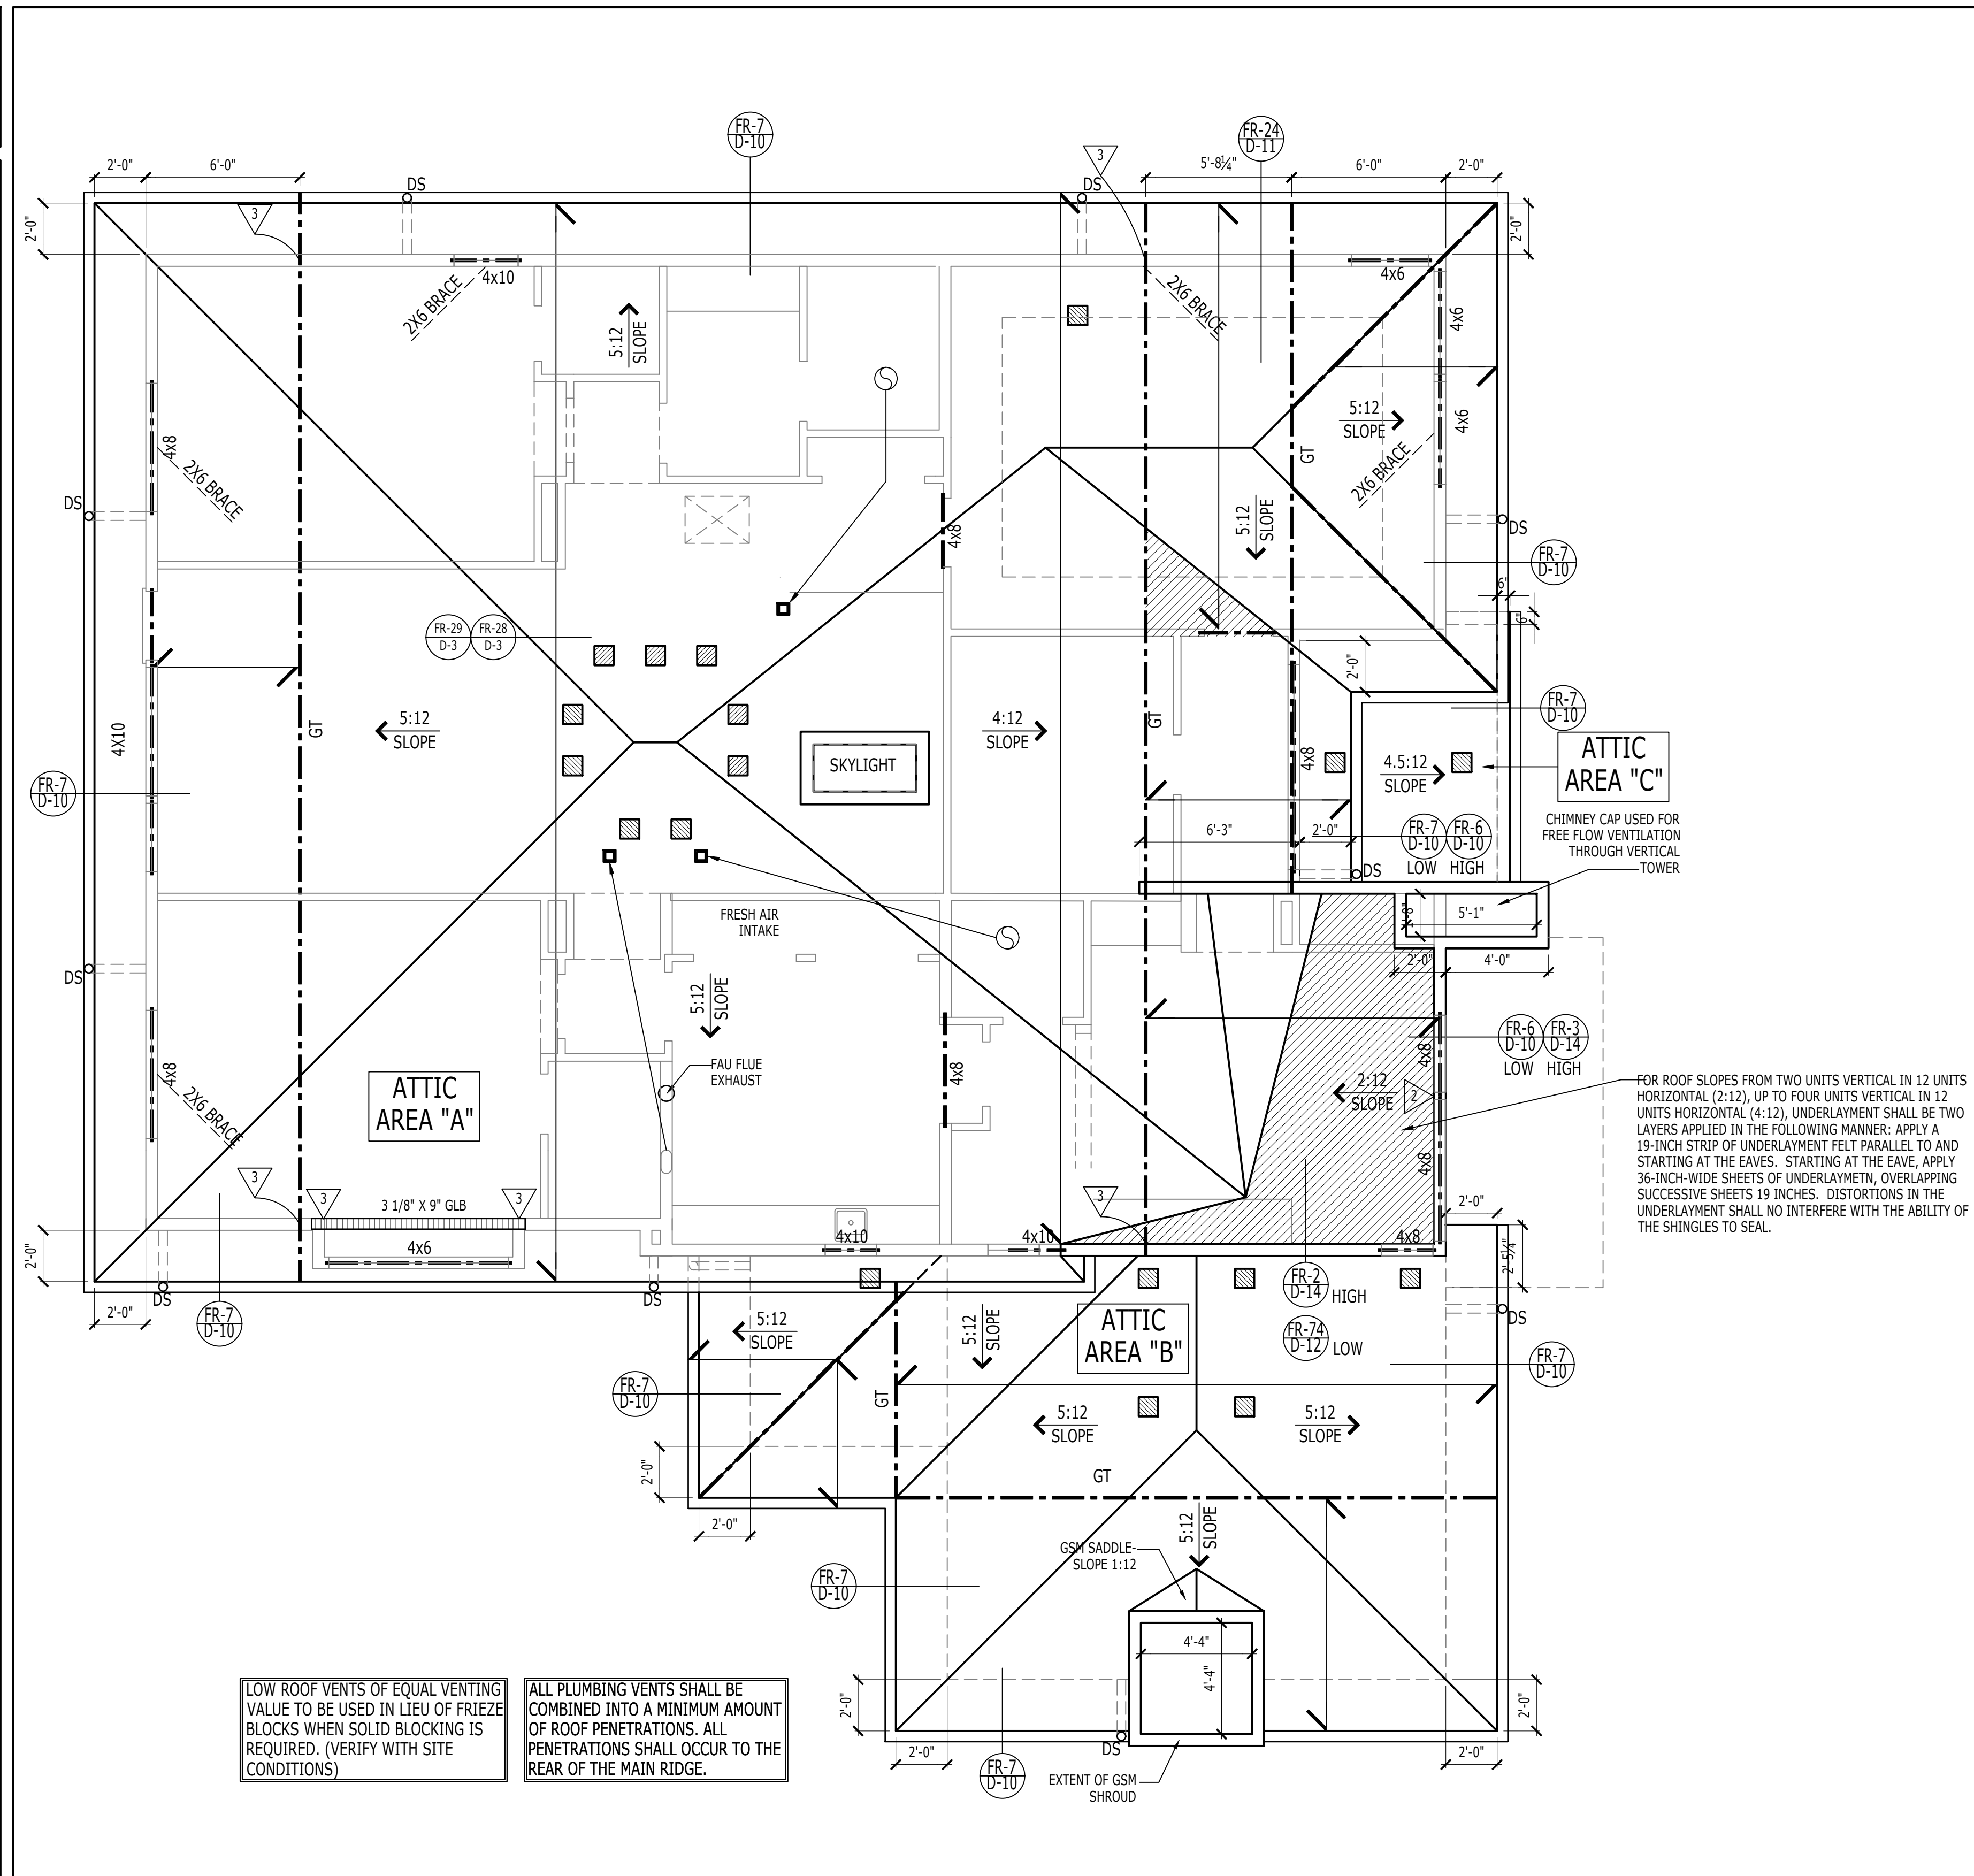 FR-7
D-10
FR-24
D-11
2'-0"
6'-0"
3
5'-8¼"
6'-0"
2'-0"
DS
DS
3
2'-0"
2'-0"
4x10
2X6 BRACE
5:12
SLOPE
2X6 BRACE
4x6
4x6
5:12
SLOPE
4x6
4x8
2X6 BRACE
GT
2X6 BRACE
DS
5:12
SLOPE
4x8
DS
FR-7
D-10
6"
6"
FR-29
D-3
FR-28
D-3
2'-0"
FR-7
D-10
4X10
GT
5:12
SLOPE
4:12
SLOPE
GT
SKYLIGHT
4x8
4.5:12
SLOPE
ATTIC
AREA "C"
FR-7
D-10
6'-3"
2'-0"
FR-7
D-10
LOW
FR-6
D-10
HIGH
CHIMNEY CAP USED FOR
FREE FLOW VENTILATION
THROUGH VERTICAL
TOWER
DS
FRESH AIR
INTAKE
1'-8"
5'-1"
DS
2'-0"
4'-0"
5:12
SLOPE
FAU FLUE
EXHAUST
4x8
4x8
FR-6
D-10
LOW
FR-3
D-14
HIGH
4x8
2X6 BRACE
ATTIC
AREA "A"
2:12
SLOPE
2
4x8
FOR ROOF SLOPES FROM TWO UNITS VERTICAL IN 12 UNITS
HORIZONTAL (2:12), UP TO FOUR UNITS VERTICAL IN 12
UNITS HORIZONTAL (4:12), UNDERLAYMENT SHALL BE TWO
LAYERS APPLIED IN THE FOLLOWING MANNER: APPLY A
19-INCH STRIP OF UNDERLAYMENT FELT PARALLEL TO AND
STARTING AT THE EAVES. STARTING AT THE EAVE, APPLY
36-INCH-WIDE SHEETS OF UNDERLAYMETN, OVERLAPPING
SUCCESSIVE SHEETS 19 INCHES. DISTORTIONS IN THE
UNDERLAYMENT SHALL NO INTERFERE WITH THE ABILITY OF
THE SHINGLES TO SEAL.
3
3
3 1/8" X 9" GLB
3
3
2'-0"
2'-0"
4x6
4x10
4x10
4x8
2'-5¼"
DS
DS
2'-0"
FR-7
D-10
FR-2
D-14
HIGH
FR-74
D-12
LOW
5:12
SLOPE
5:12
SLOPE
ATTIC
AREA "B"
DS
FR-7
D-10
FR-7
D-10
GT
5:12
SLOPE
5:12
SLOPE
2'-0"
GT
2'-0"
5:12
SLOPE
GSM SADDLE-
SLOPE 1:12
FR-7
D-10
4'-4"
4'-4"
LOW ROOF VENTS OF EQUAL VENTING
VALUE TO BE USED IN LIEU OF FRIEZE
BLOCKS WHEN SOLID BLOCKING IS
REQUIRED. (VERIFY WITH SITE
CONDITIONS)
ALL PLUMBING VENTS SHALL BE
COMBINED INTO A MINIMUM AMOUNT
OF ROOF PENETRATIONS. ALL
PENETRATIONS SHALL OCCUR TO THE
REAR OF THE MAIN RIDGE.
2'-0"
2'-0"
2'-0"
DS
2'-0"
FR-7
D-10
EXTENT OF GSM
SHROUD